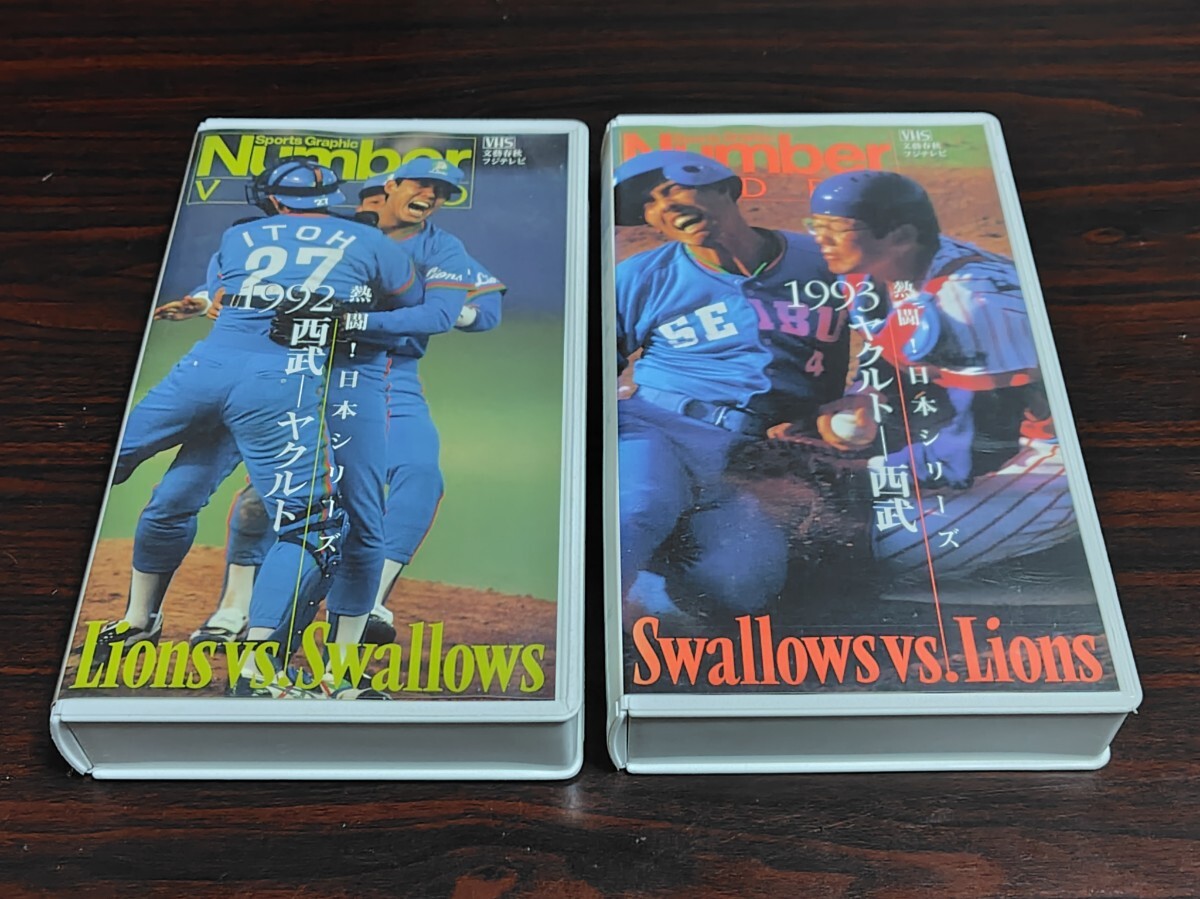 Sports Graphic
Number
VHS
文藝春秋
フジテレビ
27
ITOH
27
Lions
1992
西武―ヤクルト
熱闘!日本シリーズ
Lions vs. Swallows
Number
VHS
文藝春秋
フジテレビ
SEIBU
4
1993
ヤクルト―西武
熱闘!日本シリーズ
Swallows vs. Lions